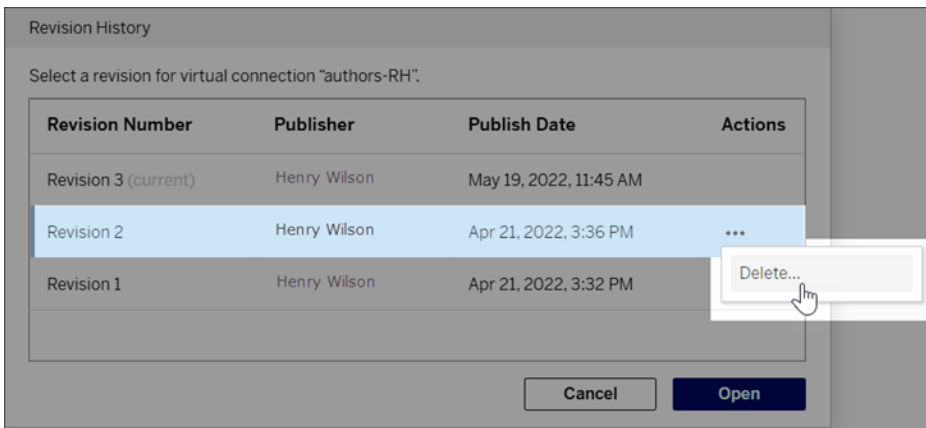 Revision History
Select a revision for virtual connection “authors-RH”.
Revision Number Publisher Publish Date Actions
Revision 3 (current) Henry Wilson May 19, 2022, 11:45 AM
Revision 2 Henry Wilson Apr 21, 2022, 3:36 PM •••
Delete...
Revision 1 Henry Wilson Apr 21, 2022, 3:32 PM
Cancel Open